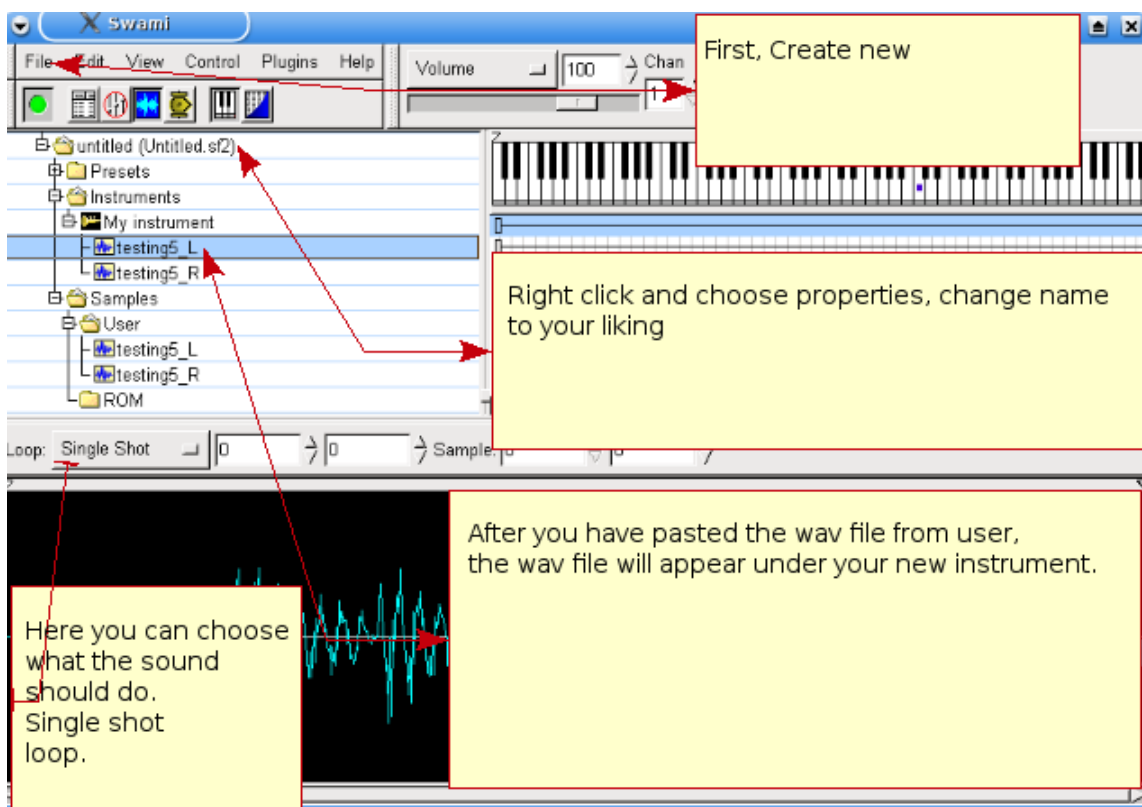 Swami
First, Create new
File Edit View Control Plugins Help
Volume 100 Chan
1
untitled (Untitled.sf2)
Presets
Instruments
My instrument
testing5_L
testing5_R
Samples
User
testing5_L
testing5_R
ROM
Right click and choose properties, change name
to your liking
Loop: Single Shot 0 0 Sample:
After you have pasted the wav file from user,
the wav file will appear under your new instrument.
Here you can choose
what the sound
should do.
Single shot
loop.